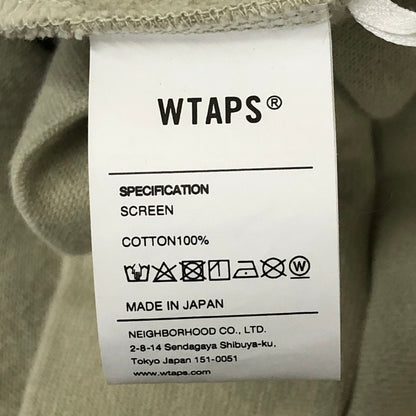 WTAPS®
SPECIFICATION
SCREEN
COTTON100%
W
MADE IN JAPAN
NEIGHBORHOOD CO., LTD.
2-8-14 Sendagaya Shibuya-ku,
Tokyo Japan 151-0051
www.wtaps.com